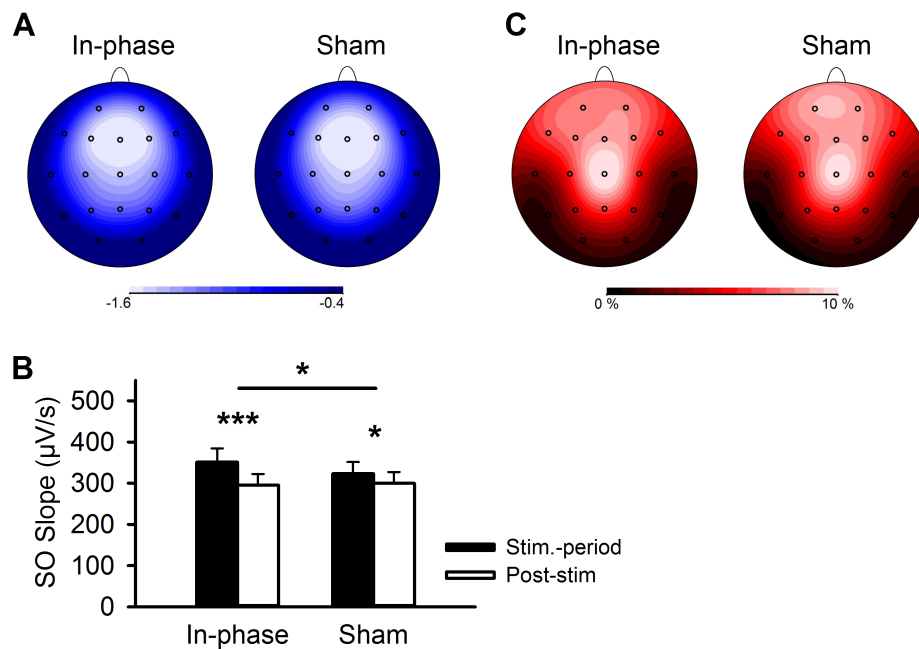 A
In-phase
Sham
-1.6
-0.4
C
In-phase
Sham
0 %
10 %
B
*
***
*
SO Slope (µV/s)
500
400
300
200
100
0
In-phase
Sham
Stim.-period
Post-stim